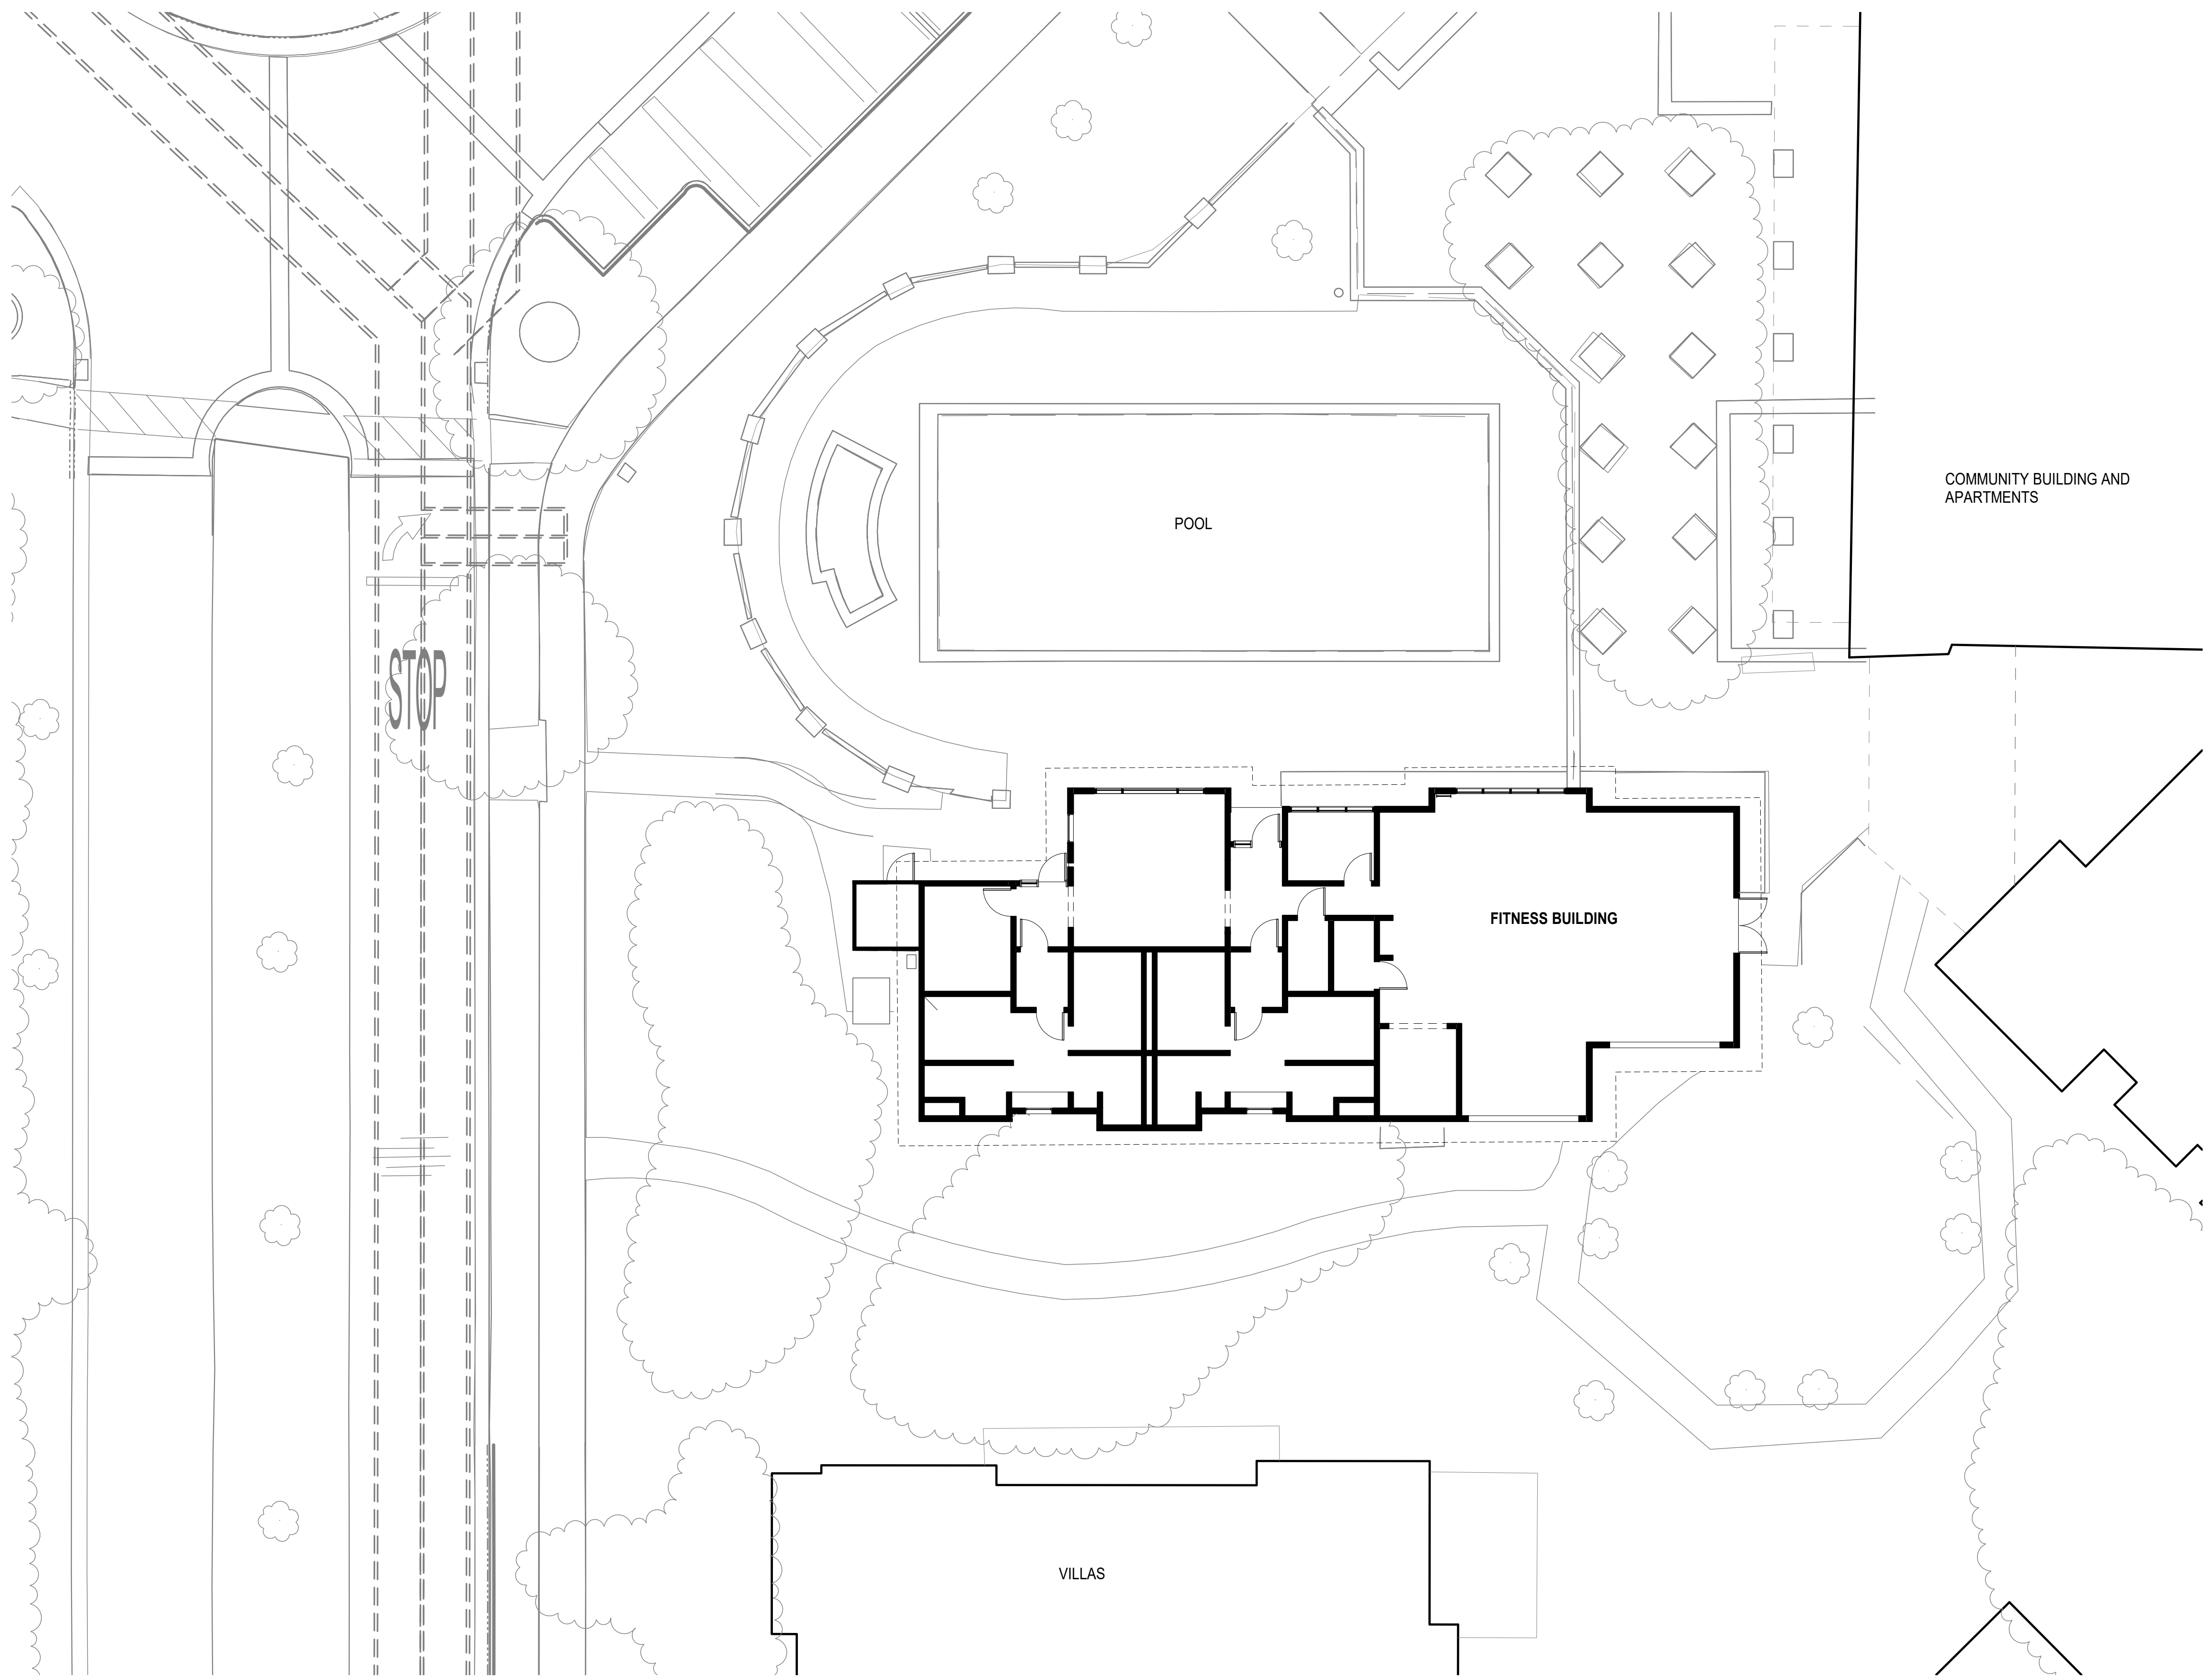 COMMUNITY BUILDING AND
APARTMENTS
POOL
STOP
FITNESS BUILDING
VILLAS